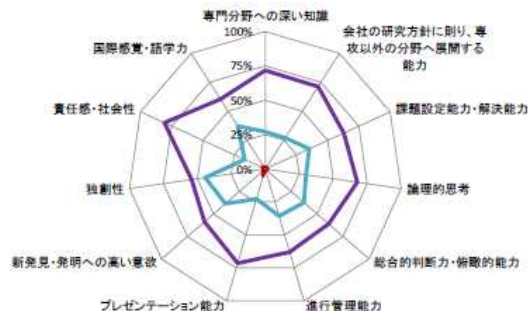 専門分野への深い知識
会社の研究方針に則り、専
攻以外の分野へ展開する
能力
課題設定能力・解決能力
論理的思考
総合的判断力・俯瞰的能力
進行管理能力
プレゼンテーション能力
新発見・発明への高い意欲
独創性
責任感・社会性
国際感覚・語学力
100%
75%
50%
25%
0%